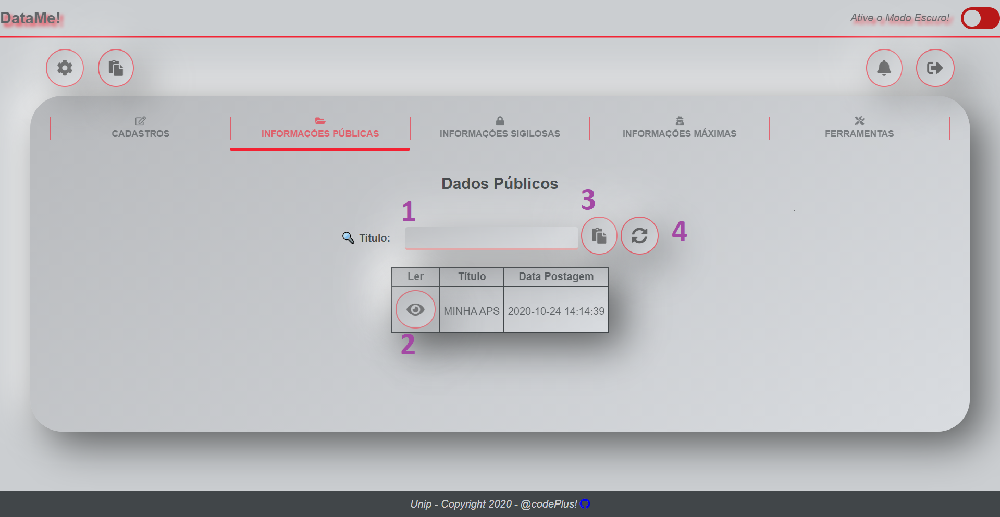 DataMe!
Ative o Modo Escuro!
CADASTROS
INFORMAÇÕES PÚBLICAS
INFORMAÇÕES SIGILOSAS
INFORMAÇÕES MÁXIMAS
FERRAMENTAS
Dados Públicos
1
3
Título:
4
Ler Título Data Postagem
MINHA APS 2020-10-24 14:14:39
2
Unip - Copyright 2020 - @codePlus!